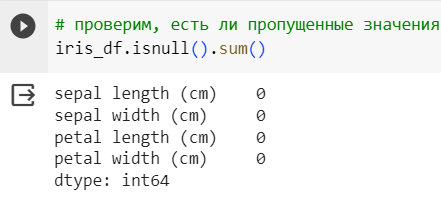 # проверим, есть ли пропущенные значения
iris_df.isnull().sum()
sepal length (cm)    0
sepal width (cm)     0
petal length (cm)    0
petal width (cm)     0
dtype: int64